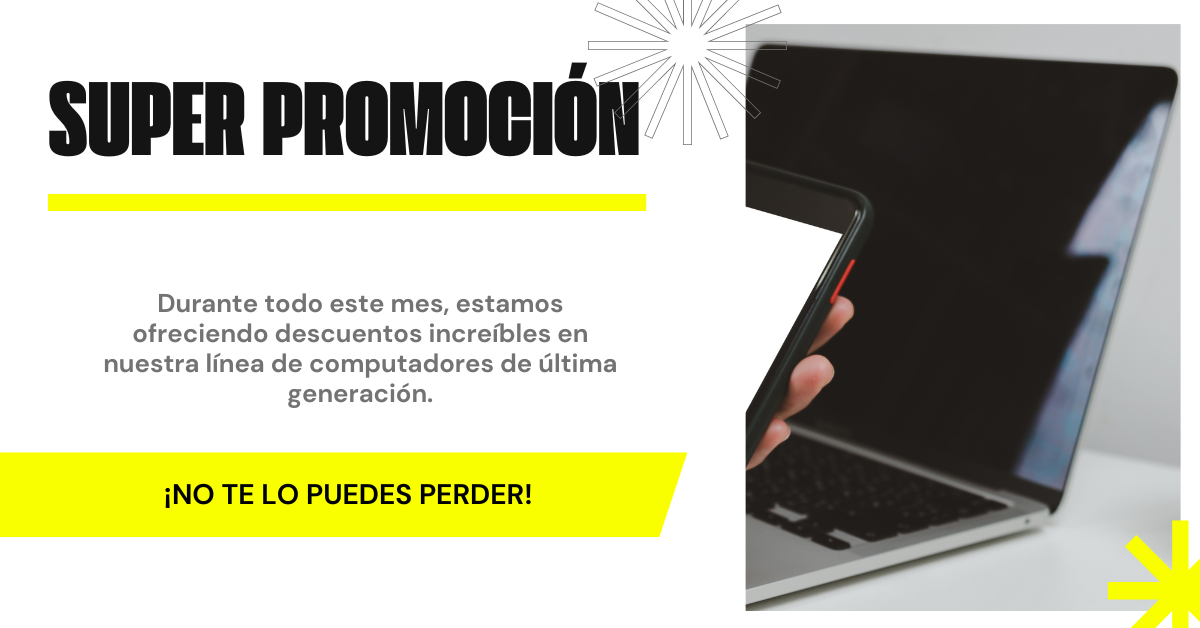 SUPER PROMOCIÓN
Durante todo este mes, estamos
ofreciendo descuentos increíbles en
nuestra línea de computadores de última
generación.
¡NO TE LO PUEDES PERDER!